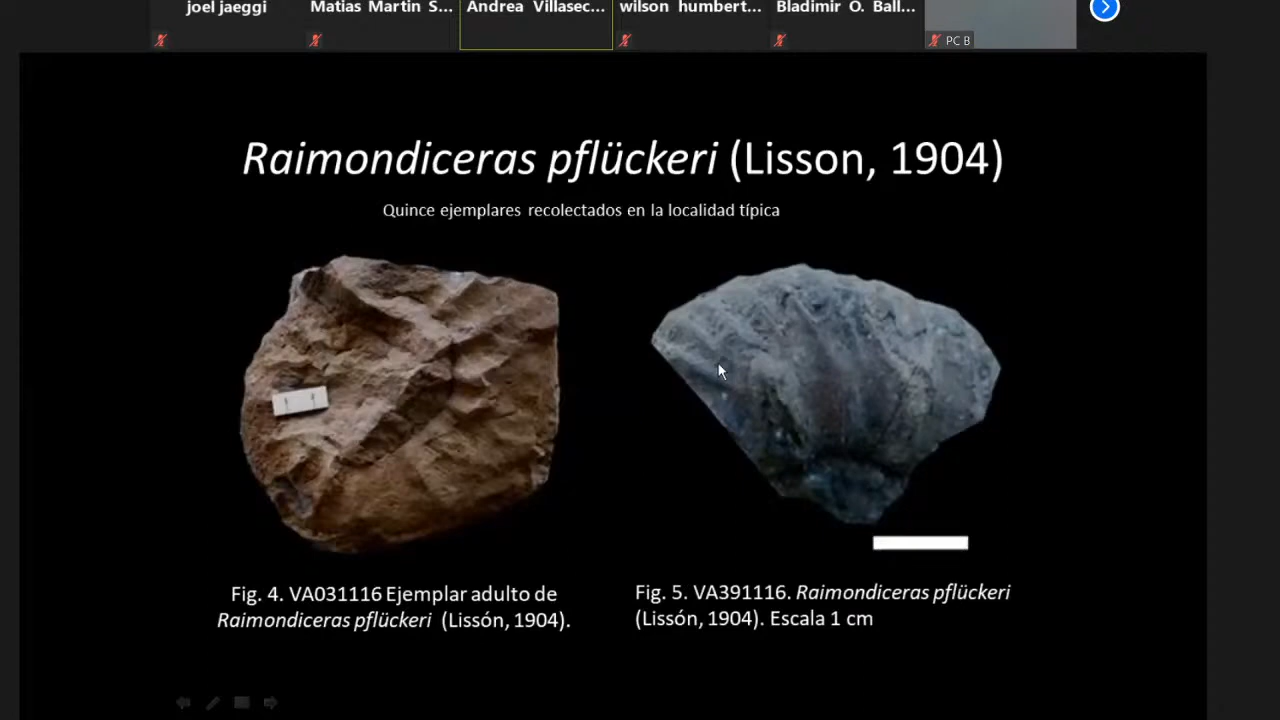 joel jaeggi
Matias Martin S...
Andrea Villasec...
wilson humbert...
Bladimir O. Ball...
PC B
Raimondiceras pflückeri (Lisson, 1904)
Quince ejemplares recolectados en la localidad típica
Fig. 4. VA031116 Ejemplar adulto de
Raimondiceras pflückeri (Lissón, 1904).
Fig. 5. VA391116. Raimondiceras pflückeri
(Lissón, 1904). Escala 1 cm